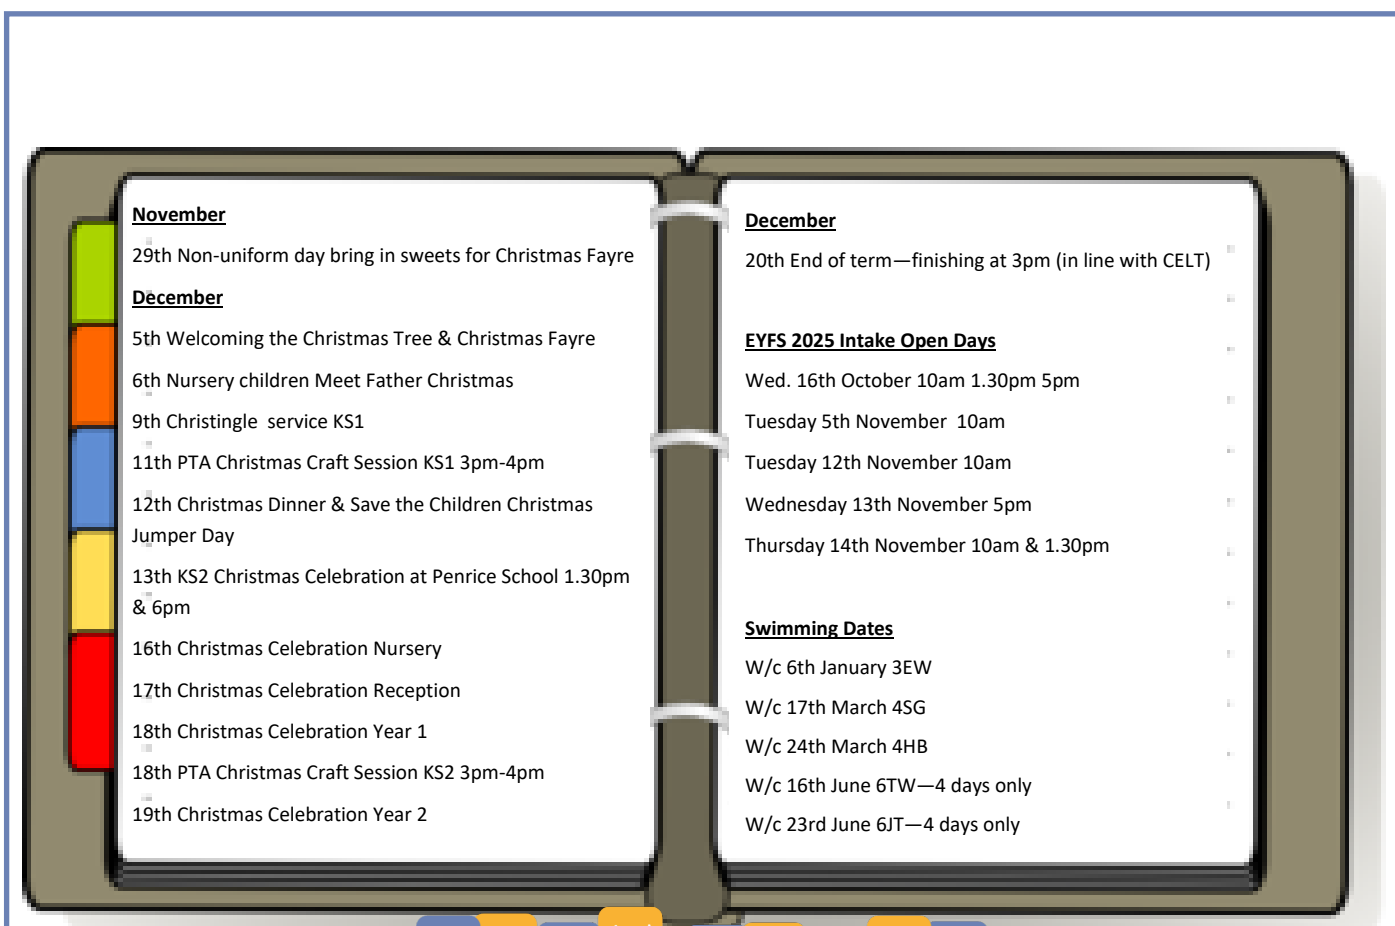 November
29th Non-uniform day bring in sweets for Christmas Fayre
December
5th Welcoming the Christmas Tree & Christmas Fayre
6th Nursery children Meet Father Christmas
9th Christingle  service KS1
11th PTA Christmas Craft Session KS1 3pm-4pm
12th Christmas Dinner & Save the Children Christmas
Jumper Day
13th KS2 Christmas Celebration at Penrice School 1.30pm
& 6pm
16th Christmas Celebration Nursery
17th Christmas Celebration Reception
18th Christmas Celebration Year 1
18th PTA Christmas Craft Session KS2 3pm-4pm
19th Christmas Celebration Year 2
December
20th End of term—finishing at 3pm (in line with CELT)
EYFS 2025 Intake Open Days
Wed. 16th October 10am 1.30pm 5pm
Tuesday 5th November  10am
Tuesday 12th November 10am
Wednesday 13th November 5pm
Thursday 14th November 10am & 1.30pm
Swimming Dates
W/c 6th January 3EW
W/c 17th March 4SG
W/c 24th March 4HB
W/c 16th June 6TW—4 days only
W/c 23rd June 6JT—4 days only